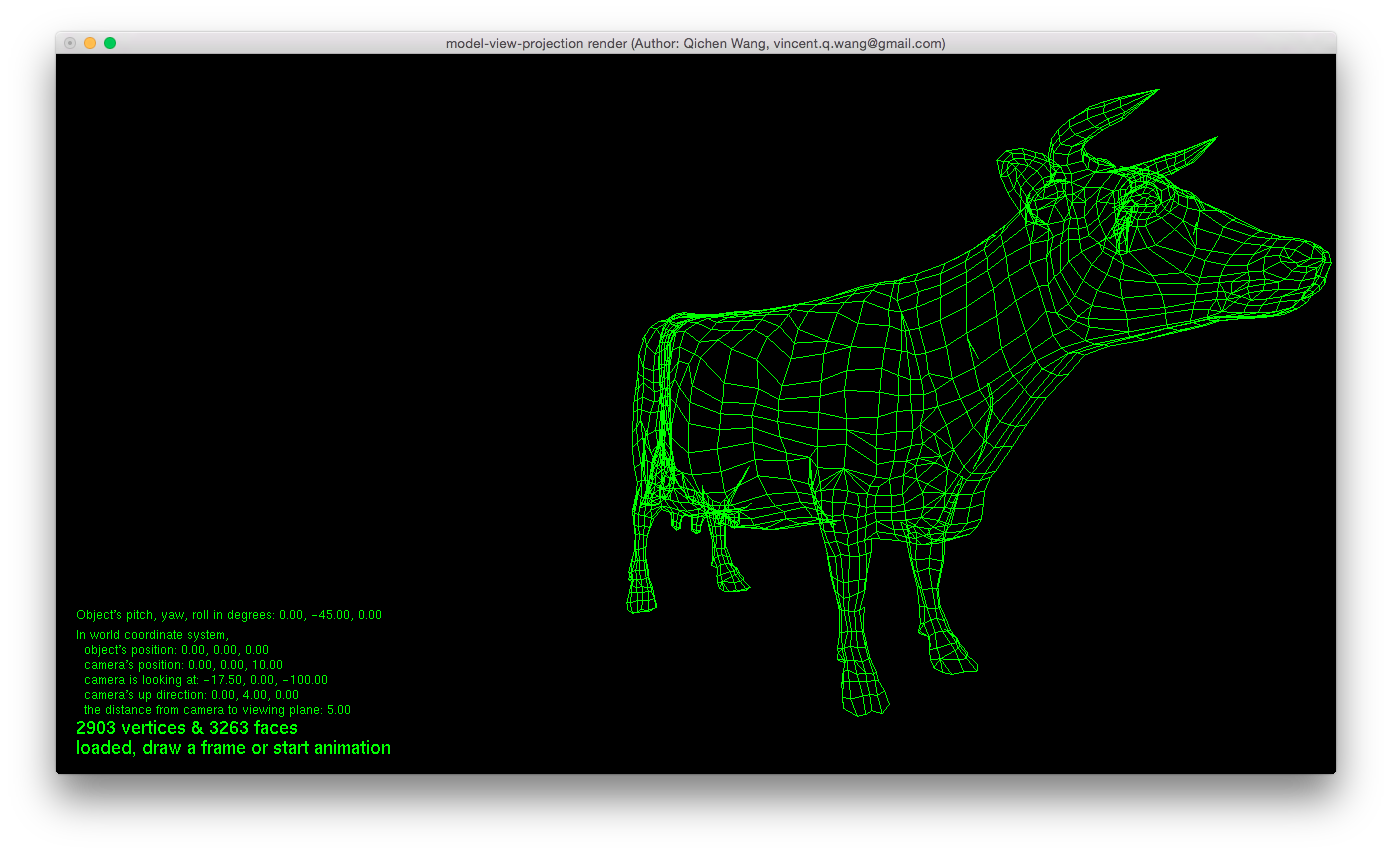 model-view-projection render (Author: Qichen Wang, vincent.q.wang@gmail.com)
Object's pitch, yaw, roll in degrees: 0.00, -45.00, 0.00
In world coordinate system,
object's position: 0.00, 0.00, 0.00
camera's position: 0.00, 0.00, 10.00
camera is looking at: -17.50, 0.00, -100.00
camera's up direction: 0.00, 4.00, 0.00
the distance from camera to viewing plane: 5.00
2903 vertices & 3263 faces
loaded, draw a frame or start animation